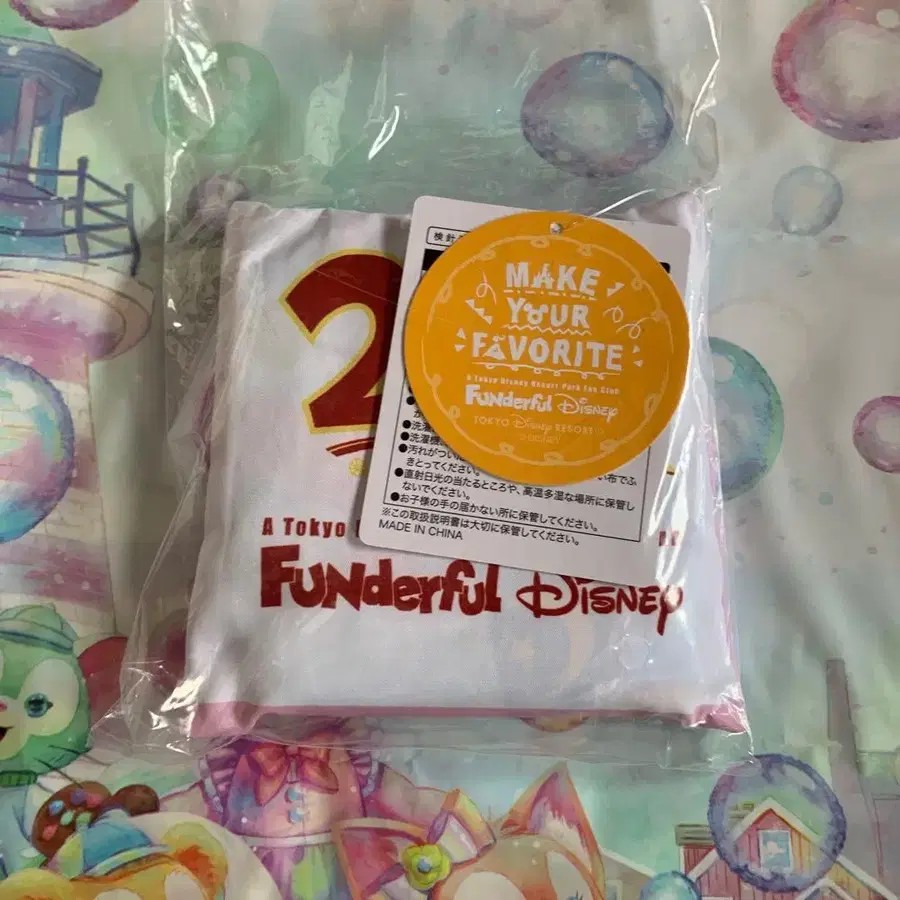 検針
MAKE
YOUR
FAVORITE
A Tokyo Disney Resort Park Fan Club
FUNderful Disney
TOKYO Disney RESORT
©DISNEY
2
●洗濯
●洗濯機
●汚れがつい
い布でふ
きとってください。
●直射日光の当たるところや、高温多湿な場所に保管し
ないでください。
●お子様の手の届かない所に保管してください。
※この取扱説明書は大切に保管してください。
MADE IN CHINA
A Tokyo
FUNderful Disney